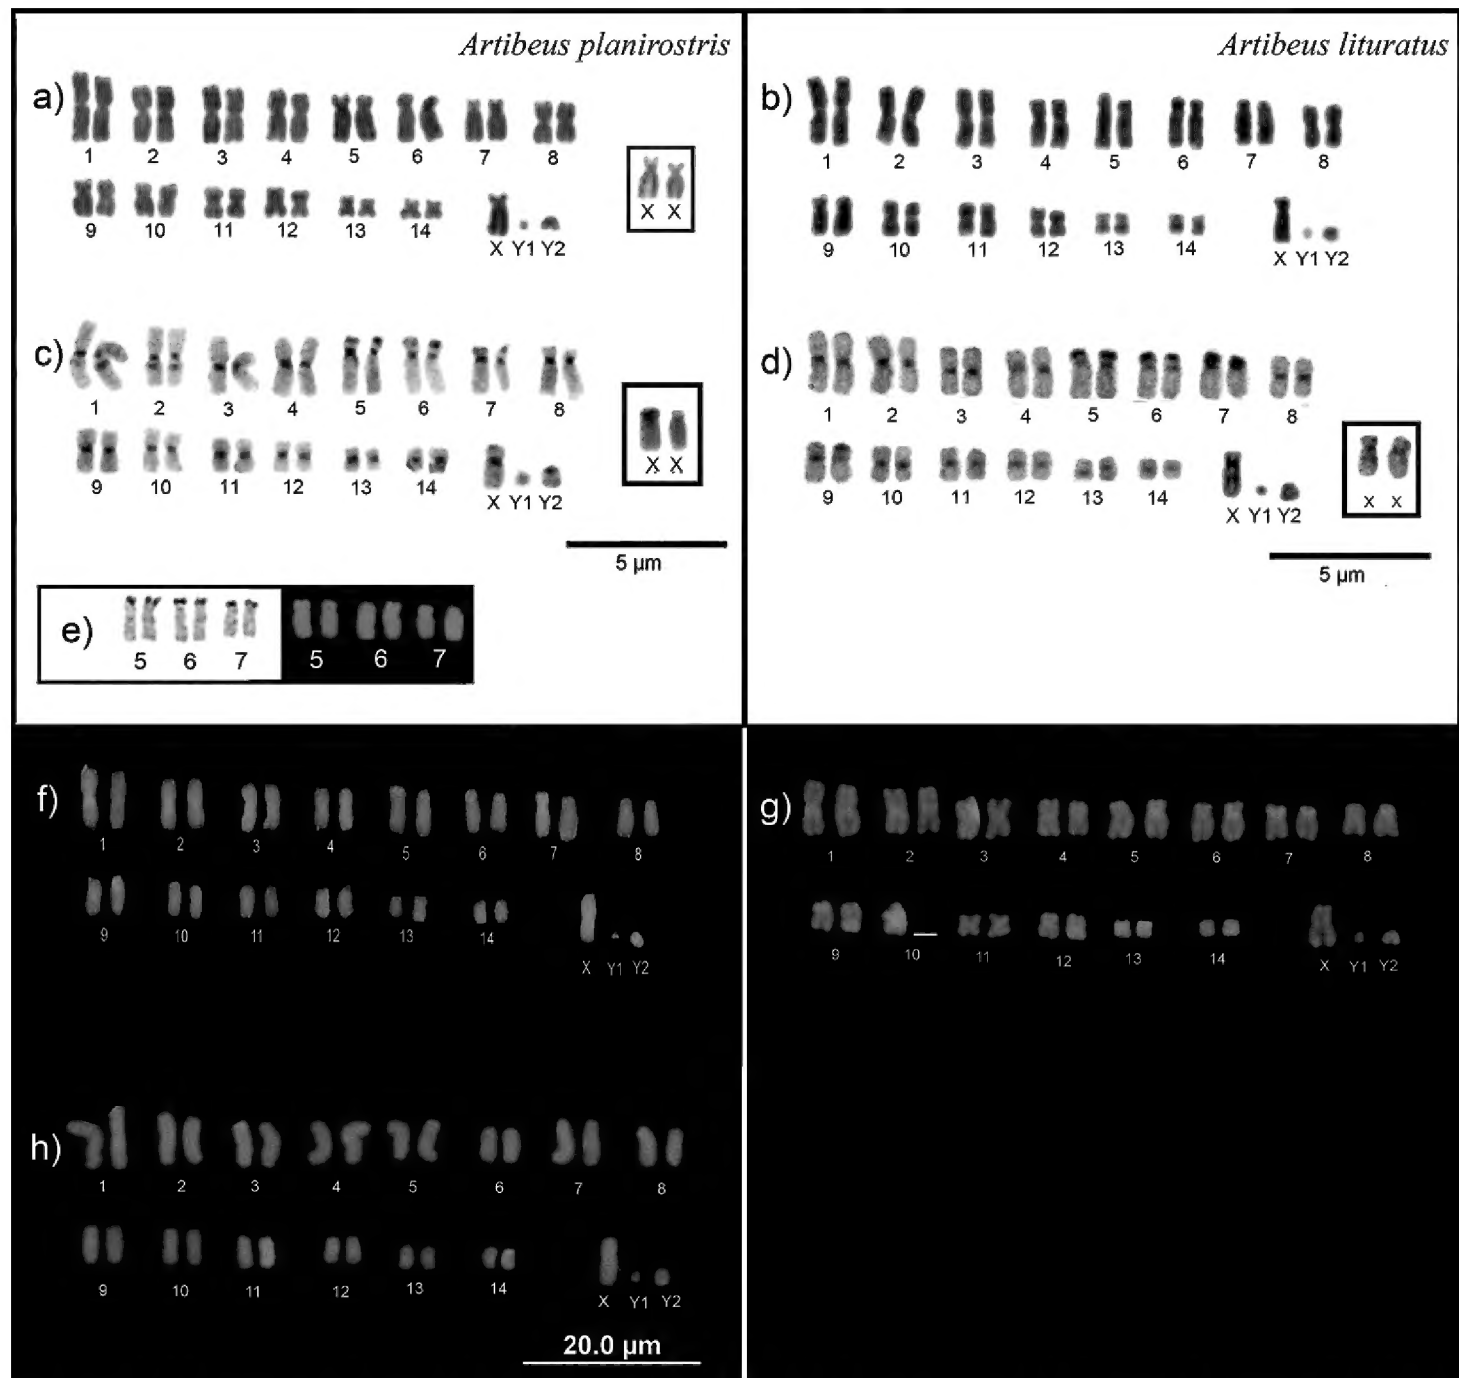 Artibeus planirostris
a)
1 2 3 4 5 6 7 8
9 10 11 12 13 14 X Y1 Y2
X X
c)
1 2 3 4 5 6 7 8
9 10 11 12 13 14 X Y1 Y2
X X
5 µm
e)
5 6 7 5 6 7
Artibeus lituratus
b)
1 2 3 4 5 6 7 8
9 10 11 12 13 14 X Y1 Y2
d)
1 2 3 4 5 6 7 8
9 10 11 12 13 14 X Y1 Y2
X X
5 µm
f)
1 2 3 4 5 6 7 8
9 10 11 12 13 14 X Y1 Y2
g)
1 2 3 4 5 6 7 8
9 10 11 12 13 14 X Y1 Y2
h)
1 2 3 4 5 6 7 8
9 10 11 12 13 14 X Y1 Y2
20.0 µm